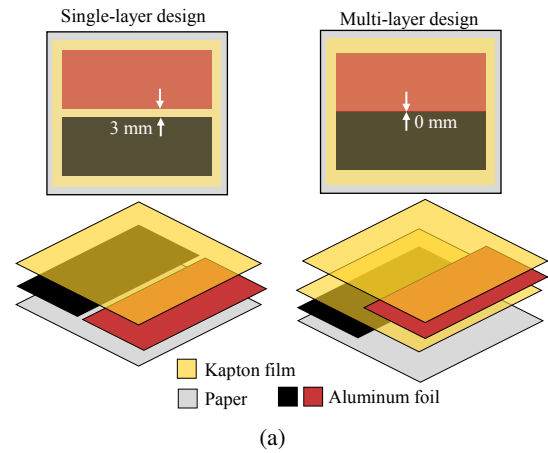 Single-layer design
Multi-layer design
3 mm
0 mm
Kapton film
Paper
Aluminum foil
(a)